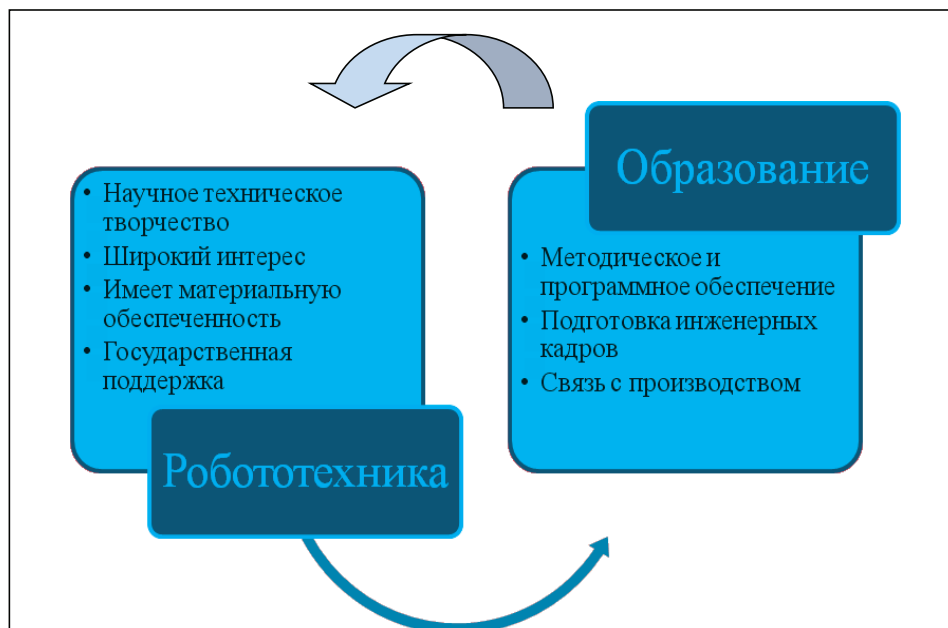 • Научное техническое
творчество
• Широкий интерес
• Имеет материальную
обеспеченность
• Государственная
поддержка
Робототехника
Образование
• Методическое и
программное обеспечение
• Подготовка инженерных
кадров
• Связь с производством